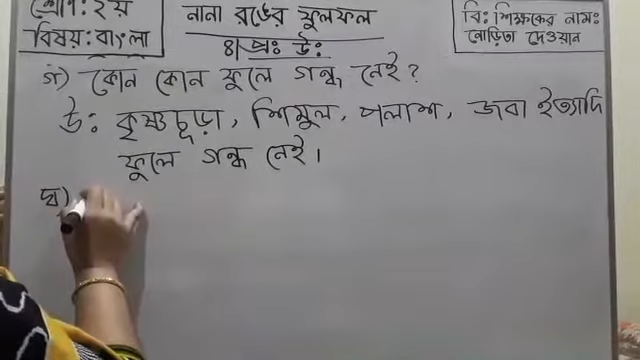 শ্রেণি: ২য়
বিষয়: বাংলা
নানা রঙের ফুলফল
৪। প্রঃ উঃ
বি: শিক্ষকের নাম:
নোড়িতা দেওয়ান
গ) কোন কোন ফুলে গন্ধ নেই?
উ: কৃষ্ণচূড়া, শিমুল, পলাশ, জবা ইত্যাদি
ফুলে গন্ধ নেই।
ঘ)